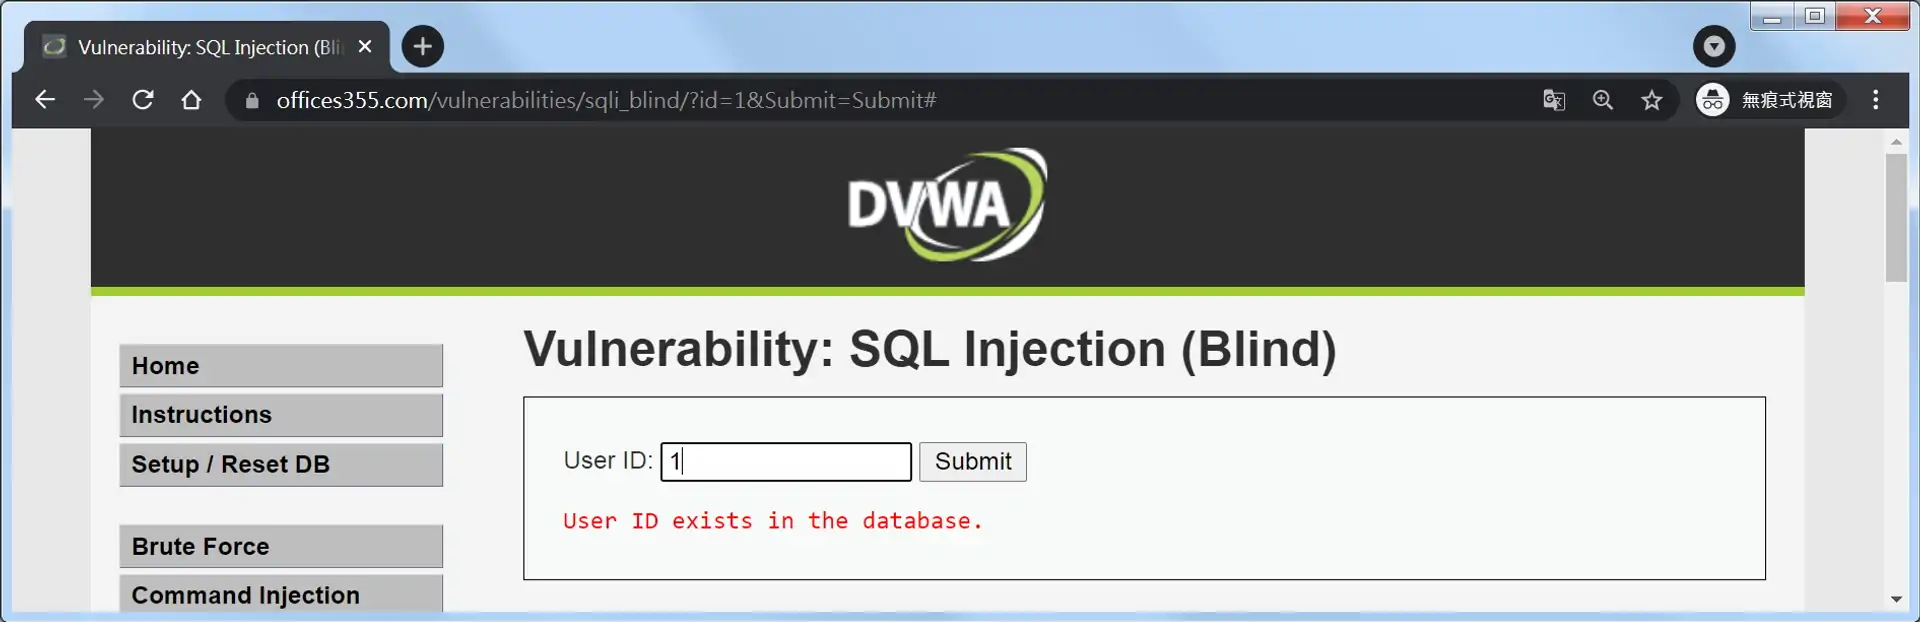 Vulnerability: SQL Injection (Bli
offices355.com/vulnerabilities/sqli_blind/?id=1&Submit=Submit#
無痕式視窗
DVWA
Home
Instructions
Setup / Reset DB
Brute Force
Command Injection
Vulnerability: SQL Injection (Blind)
User ID: 1 Submit
User ID exists in the database.